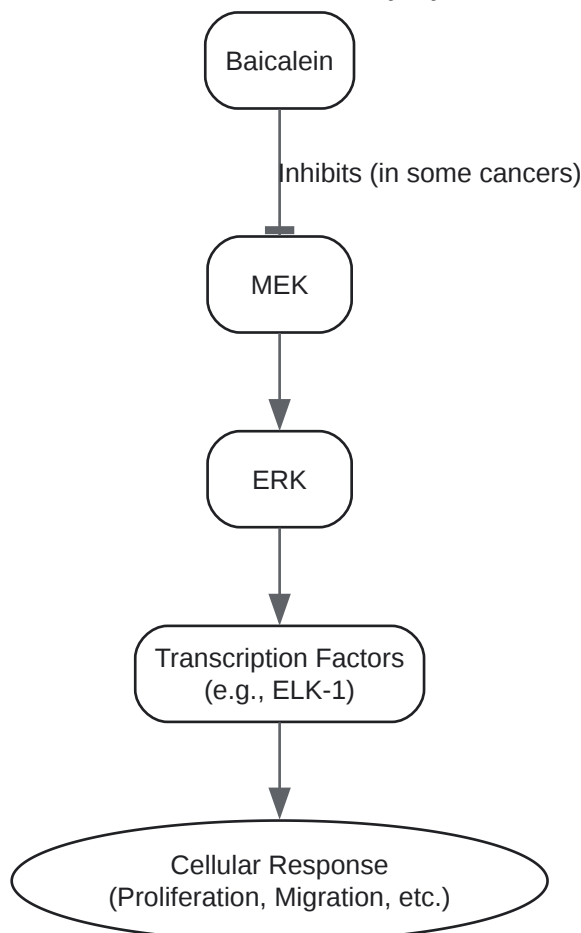 Baicalein
Inhibits (in some cancers)
MEK
ERK
Transcription Factors
(e.g., ELK-1)
Cellular Response
(Proliferation, Migration, etc.)